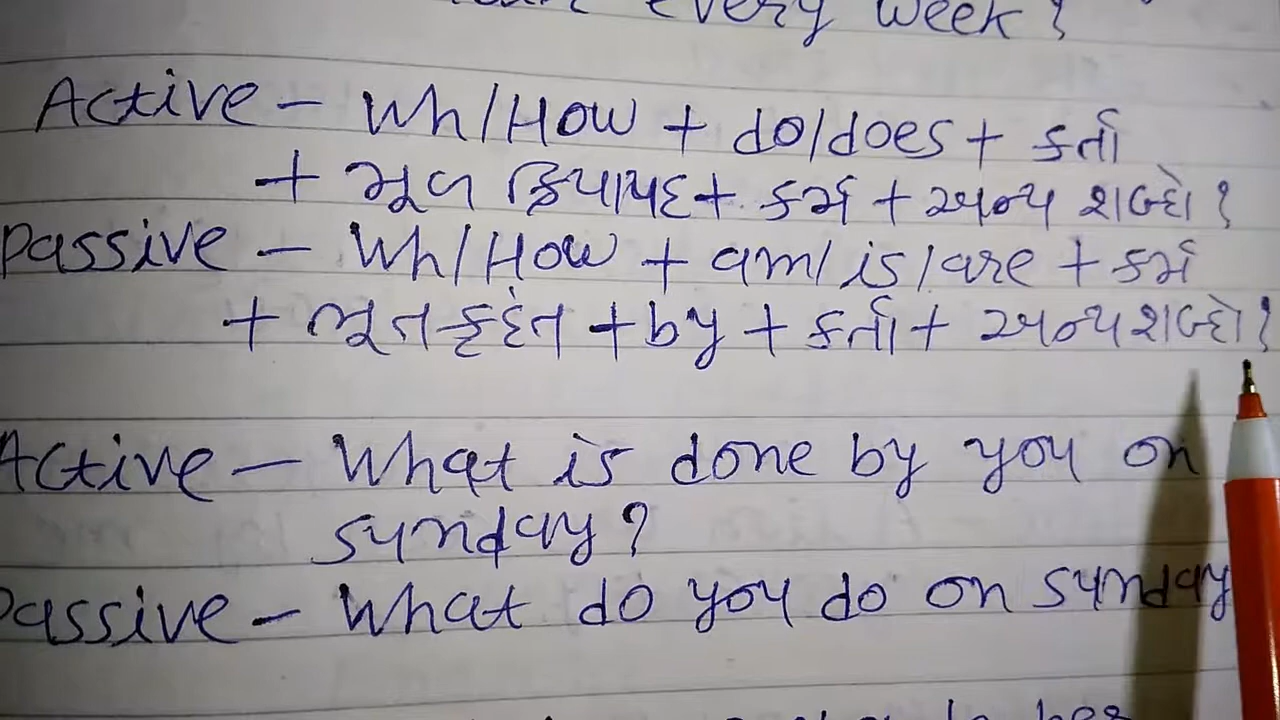 every week?
Active - Wh/How + do/does + કર્તા
+ મૂળ ક્રિયાપદ + કર્મ + અન્ય શબ્દો?
Passive - Wh/How + am/is/are + કર્મ
+ ભૂતકૃદંત + by + કર્તા + અન્ય શબ્દો?
Active - What is done by you on
sunday?
Passive - What do you do on sunday